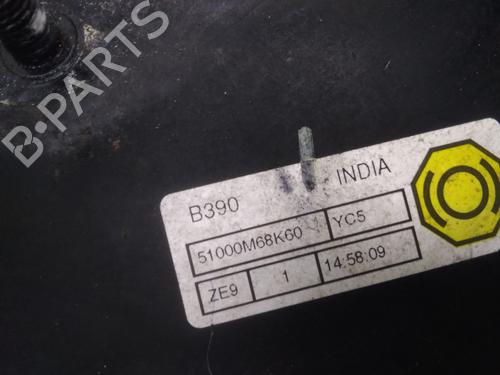 B-PARTS
B390 INDIA
51000M68K60 YC5
ZE9 1 14:58:09